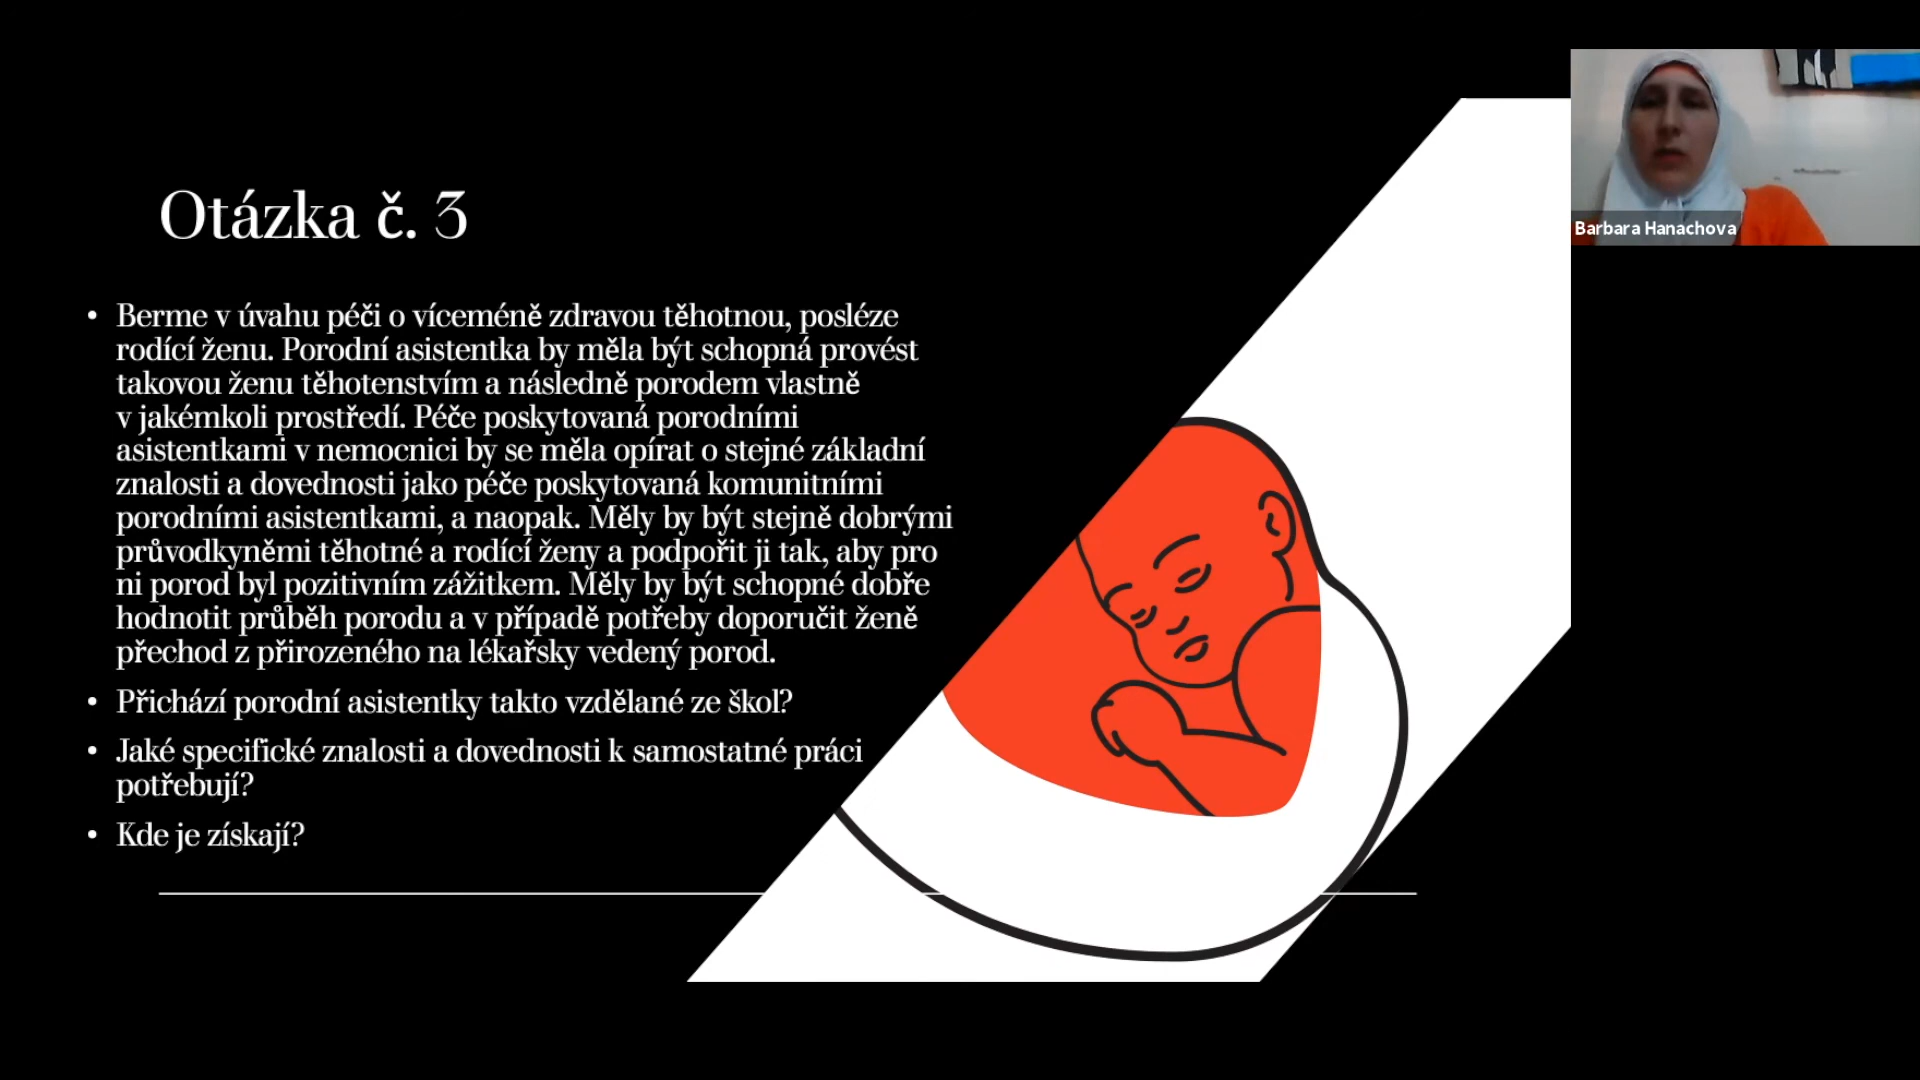 Otázka č. 3
• Berme v úvahu péči o víceméně zdravou těhotnou, posléze
rodící ženu. Porodní asistentka by měla být schopná provést
takovou ženu těhotenstvím a následně porodem vlastně
v jakémkoli prostředí. Péče poskytovaná porodními
asistentkami v nemocnici by se měla opírat o stejné základní
znalosti a dovednosti jako péče poskytovaná komunitními
porodními asistentkami, a naopak. Měly by být stejně dobrými
průvodkyněmi těhotné a rodící ženy a podpořit ji tak, aby pro
ni porod byl pozitivním zážitkem. Měly by být schopné dobře
hodnotit průběh porodu a v případě potřeby doporučit ženě
přechod z přirozeného na lékařsky vedený porod.
• Přichází porodní asistentky takto vzdělané ze škol?
• Jaké specifické znalosti a dovednosti k samostatné práci
potřebují?
• Kde je získají?
Barbara Hanachova